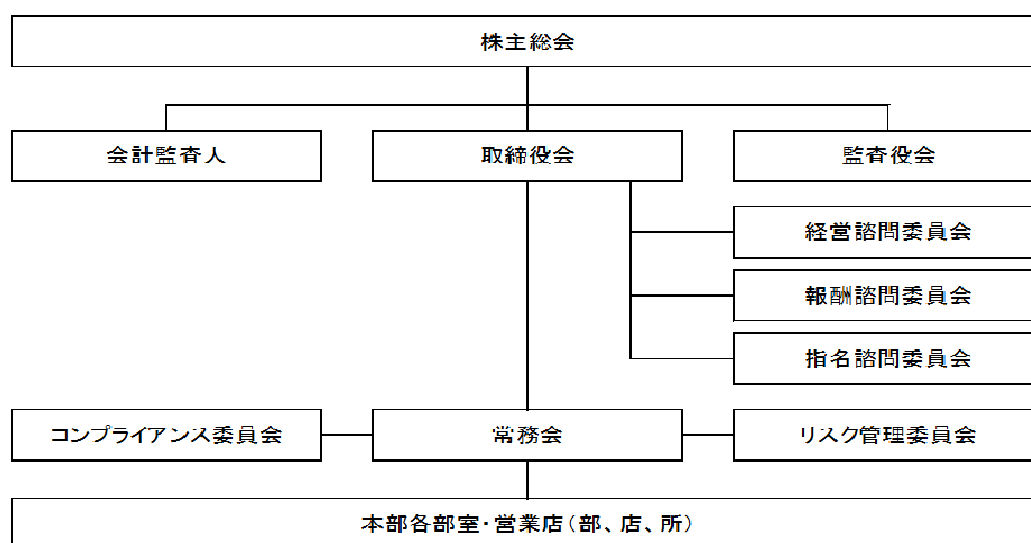 株主総会
会計監査人
取締役会
監査役会
経営諮問委員会
報酬諮問委員会
指名諮問委員会
コンプライアンス委員会
常務会
リスク管理委員会
本部各部室・営業店（部、店、所）